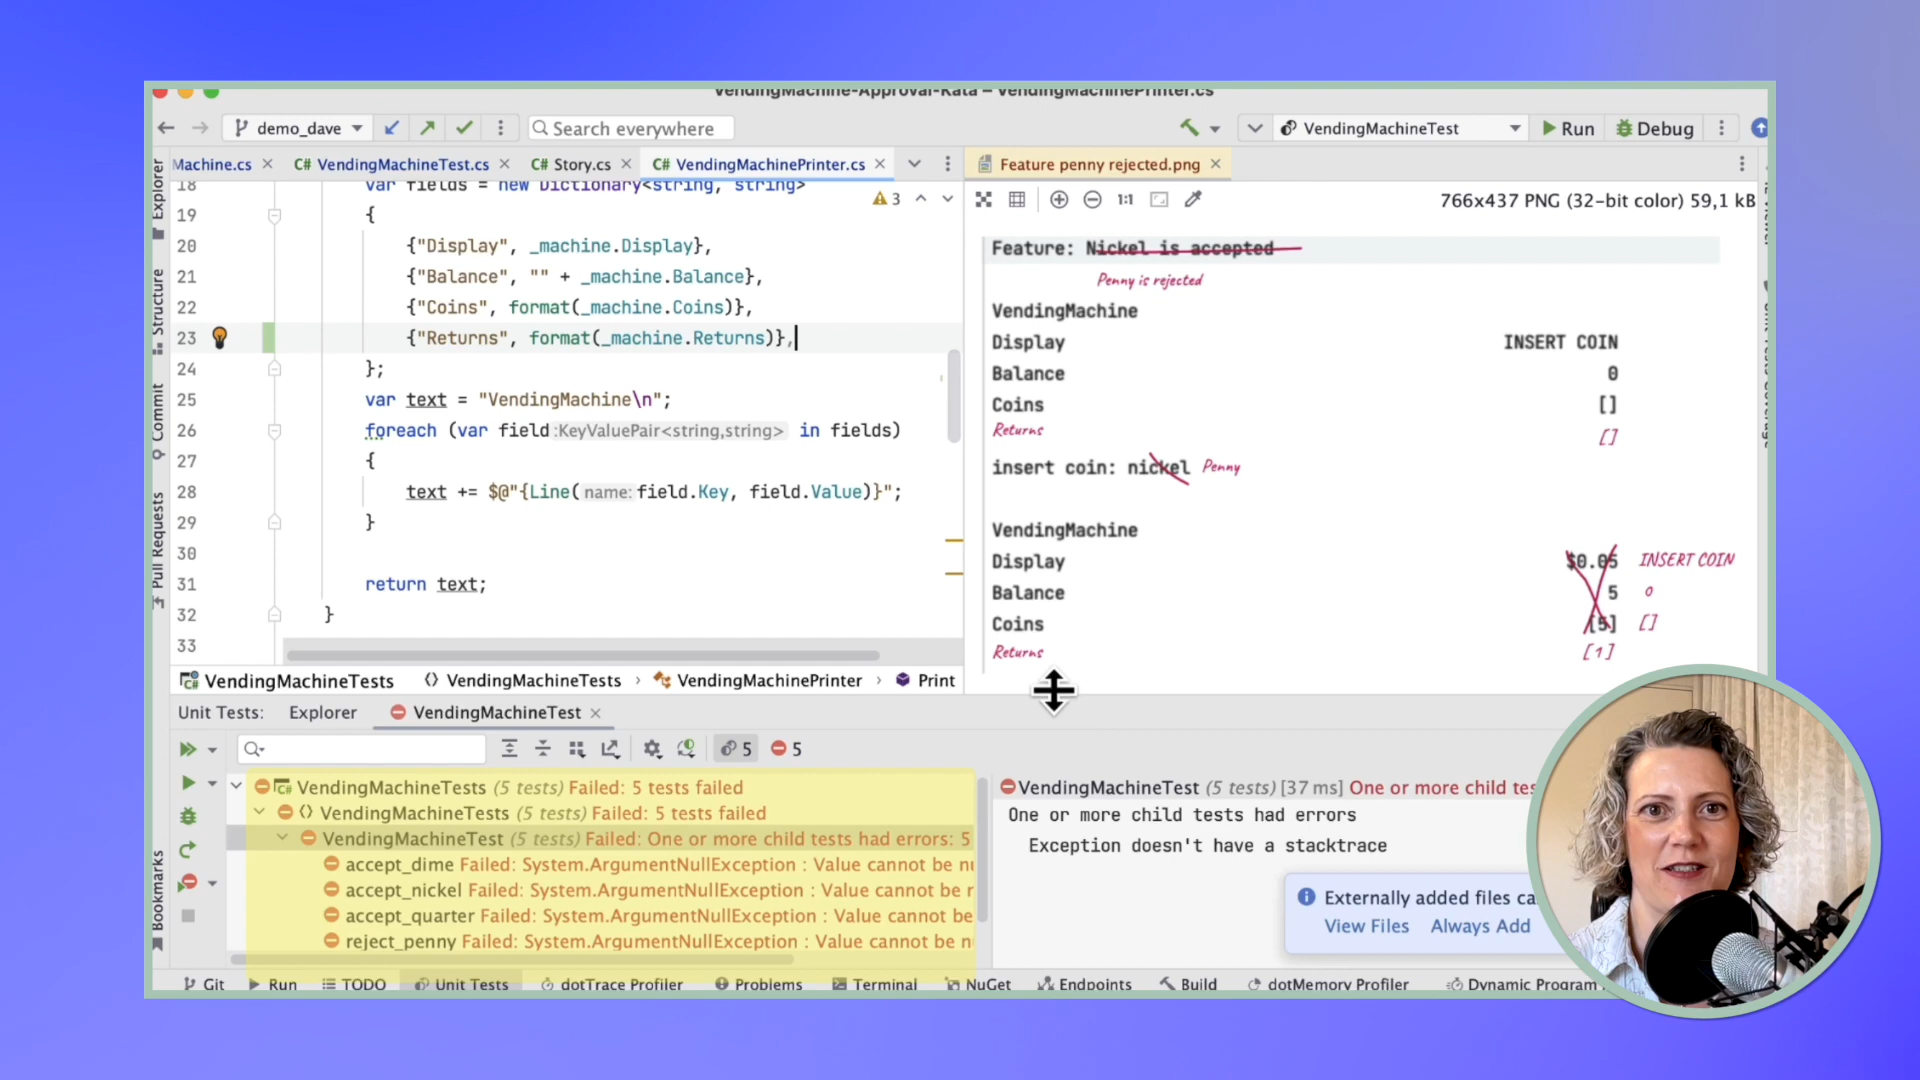 VendingMachine-Approval-Kata – VendingMachinePrinter.cs
demo_dave
Search everywhere
VendingMachineTest
Run
Debug
Machine.cs
C# VendingMachineTest.cs
C# Story.cs
C# VendingMachinePrinter.cs
Feature penny rejected.png
Explorer
Structure
Commit
Pull Requests
Bookmarks
3
1:1
766x437 PNG (32-bit color) 59,1 kB
18 var fields = new Dictionary<string, string>
19 {
20 {"Display", _machine.Display},
21 {"Balance", "" + _machine.Balance},
22 {"Coins", format(_machine.Coins)},
23 {"Returns", format(_machine.Returns)},
24 };
25 var text = "VendingMachine\n";
26 foreach (var field :KeyValuePair<string,string> in fields)
27 {
28 text += $@"{Line( name: field.Key, field.Value)}";
29 }
30
31 return text;
32 }
33
Feature: Nickel is accepted
Penny is rejected
VendingMachine
Display INSERT COIN
Balance 0
Coins []
Returns []
insert coin: nickel Penny
VendingMachine
Display $0.05 INSERT COIN
Balance 5 0
Coins [5] []
Returns [1]
VendingMachineTests
VendingMachineTests
VendingMachinePrinter
Print
Unit Tests:
Explorer
VendingMachineTest
5
5
VendingMachineTests (5 tests) Failed: 5 tests failed
VendingMachineTests (5 tests) Failed: 5 tests failed
VendingMachineTest (5 tests) Failed: One or more child tests had errors: 5
accept_dime Failed: System.ArgumentNullException : Value cannot be
accept_nickel Failed: System.ArgumentNullException : Value cannot be
accept_quarter Failed: System.ArgumentNullException : Value cannot be
reject_penny Failed: System.ArgumentNullException : Value cannot be
VendingMachineTest (5 tests) [37 ms] One or more child
One or more child tests had errors
Exception doesn't have a stacktrace
Externally added files
View Files
Always Add
Git
Run
TODO
Unit Tests
dotTrace Profiler
Problems
Terminal
NuGet
Endpoints
Build
dotMemory Profiler
Dynamic Program